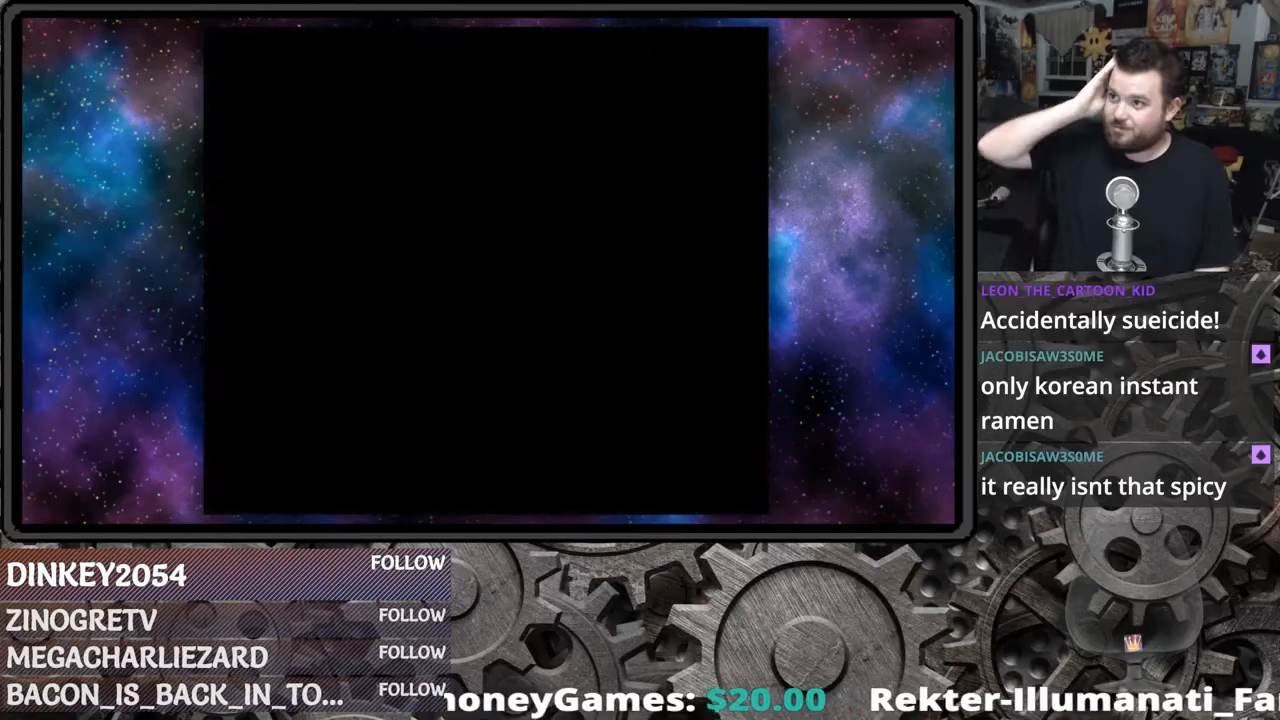 LEON_THE_CARTOON_KID
Accidentally sueicide!
JACOBISAW3S0ME
only korean instant
ramen
JACOBISAW3S0ME
it really isnt that spicy
DINKEY2054 FOLLOW
ZINOGRETV FOLLOW
MEGACHARLIEZARD FOLLOW
BACON_IS_BACK_IN_TO... FOLLOW
honeyGames: $20.00 Rekter-Illumanati_Fa